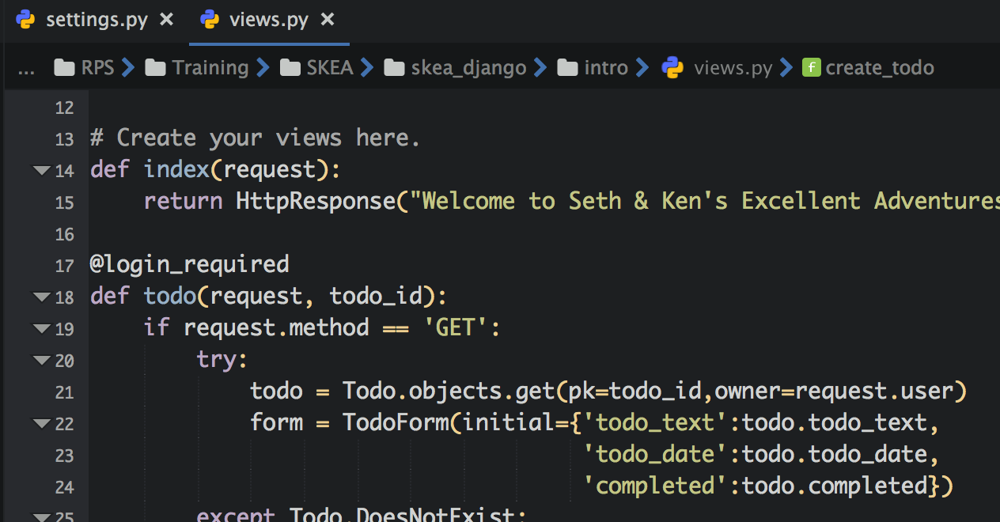 settings.py × views.py ×
... RPS Training SKEA skea_django intro views.py f create_todo
12
13 # Create your views here.
14 def index(request):
15 return HttpResponse("Welcome to Seth & Ken's Excellent Adventures
16
17 @login_required
18 def todo(request, todo_id):
19 if request.method == 'GET':
20 try:
21 todo = Todo.objects.get(pk=todo_id,owner=request.user)
22 form = TodoForm(initial={'todo_text':todo.todo_text,
23 'todo_date':todo.todo_date,
24 'completed':todo.completed})
25 except Todo.DoesNotExist: